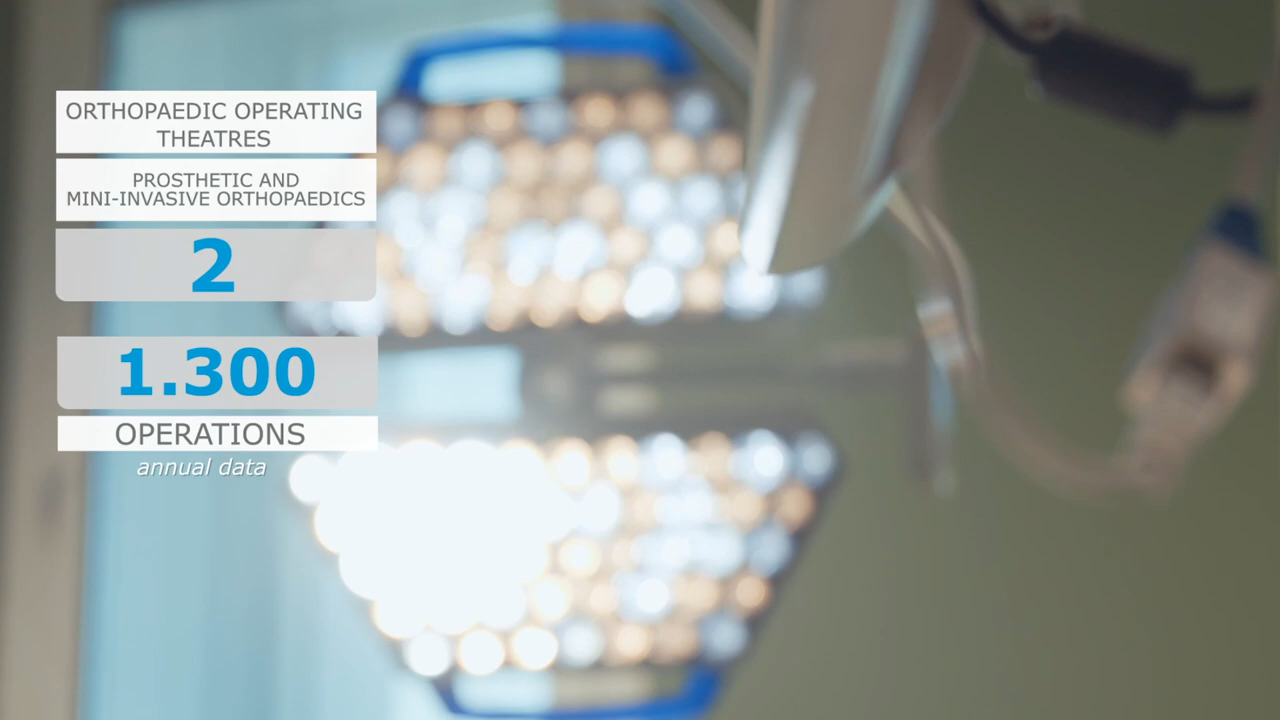 ORTHOPAEDIC OPERATING
THEATRES
PROSTHETIC AND
MINI-INVASIVE ORTHOPAEDICS
2
1.300
OPERATIONS
annual data